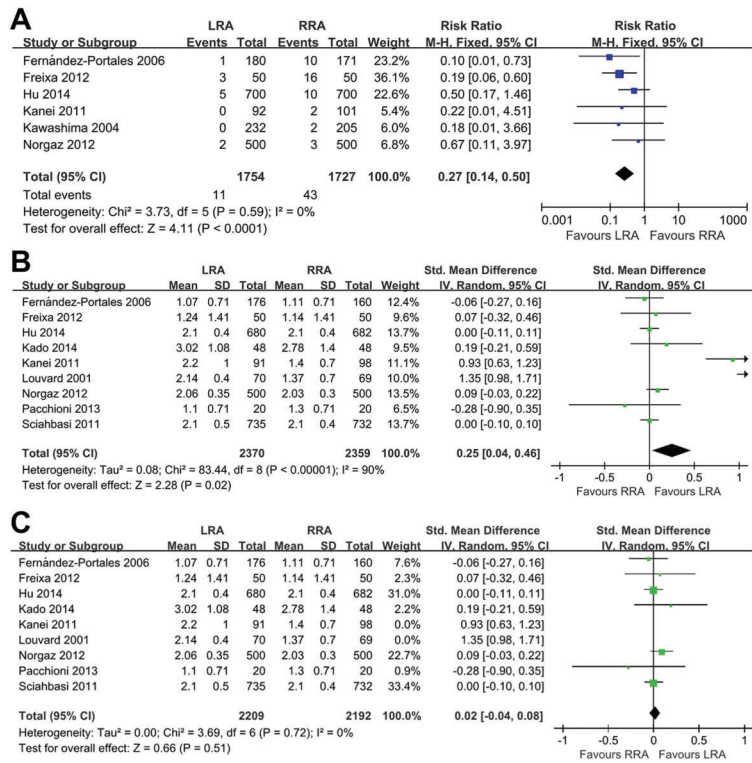 A
LRA RRA Risk Ratio Risk Ratio
Study or Subgroup Events Total Events Total Weight M-H. Fixed. 95% CI M-H. Fixed. 95% CI
Fernández-Portales 2006 1 180 10 171 23.2% 0.10 [0.01, 0.73]
Freixa 2012 3 50 16 50 36.2% 0.19 [0.06, 0.60]
Hu 2014 5 700 10 700 22.6% 0.50 [0.17, 1.46]
Kanei 2011 0 92 2 101 5.4% 0.22 [0.01, 4.51]
Kawashima 2004 0 232 2 205 6.0% 0.18 [0.01, 3.66]
Norgaz 2012 2 500 3 500 6.8% 0.67 [0.11, 3.97]
Total (95% CI) 1754 1727 100.0% 0.27 [0.14, 0.50]
Total events 11 43
Heterogeneity: Chi² = 3.73, df = 5 (P = 0.59); I² = 0%
Test for overall effect: Z = 4.11 (P < 0.0001)
0.001 0.1 1 10 1000
Favours LRA Favours RRA
B
LRA RRA Std. Mean Difference Std. Mean Difference
Study or Subgroup Mean SD Total Mean SD Total Weight IV. Random. 95% CI IV. Random. 95% CI
Fernández-Portales 2006 1.07 0.71 176 1.11 0.71 160 12.4% -0.06 [-0.27, 0.16]
Freixa 2012 1.24 1.41 50 1.14 1.41 50 9.6% 0.07 [-0.32, 0.46]
Hu 2014 2.1 0.4 680 2.1 0.4 682 13.7% 0.00 [-0.11, 0.11]
Kado 2014 3.02 1.08 48 2.78 1.4 48 9.5% 0.19 [-0.21, 0.59]
Kanei 2011 2.2 1 91 1.4 0.7 98 11.1% 0.93 [0.63, 1.23]
Louvard 2001 2.14 0.4 70 1.37 0.7 69 10.0% 1.35 [0.98, 1.71]
Norgaz 2012 2.06 0.35 500 2.03 0.3 500 13.6% 0.09 [-0.03, 0.22]
Pacchioni 2013 1.1 0.71 20 1.3 0.71 20 6.4% -0.28 [-0.90, 0.35]
Sciahbasi 2011 2.1 0.5 735 2.1 0.4 732 13.8% 0.00 [-0.10, 0.10]
Total (95% CI) 2370 2359 100.0% 0.25 [0.04, 0.46]
Heterogeneity: Tau² = 0.08; Chi² = 83.44, df = 8 (P < 0.00001); I² = 90%
Test for overall effect: Z = 2.28 (P = 0.02)
-1 -0.5 0 0.5 1
Favours RRA Favours LRA
C
LRA RRA Std. Mean Difference Std. Mean Difference
Study or Subgroup Mean SD Total Mean SD Total Weight IV. Random. 95% CI IV. Random. 95% CI
Fernández-Portales 2006 1.07 0.71 176 1.11 0.71 160 7.6% -0.06 [-0.27, 0.16]
Freixa 2012 1.24 1.41 50 1.14 1.41 50 2.3% 0.07 [-0.32, 0.46]
Hu 2014 2.1 0.4 680 2.1 0.4 682 31.0% 0.00 [-0.11, 0.11]
Kado 2014 3.02 1.08 48 2.78 1.4 48 2.2% 0.19 [-0.21, 0.59]
Kanei 2011 2.2 1 91 1.4 0.7 98 0.0% 0.93 [0.63, 1.23]
Louvard 2001 2.14 0.4 70 1.37 0.7 69 0.0% 1.35 [0.98, 1.71]
Norgaz 2012 2.06 0.35 500 2.03 0.3 500 22.7% 0.09 [-0.03, 0.22]
Pacchioni 2013 1.1 0.71 20 1.3 0.71 20 0.9% -0.28 [-0.90, 0.35]
Sciahbasi 2011 2.1 0.5 735 2.1 0.4 732 33.4% 0.00 [-0.10, 0.10]
Total (95% CI) 2209 2192 100.0% 0.02 [-0.04, 0.08]
Heterogeneity: Tau² = 0.00; Chi² = 3.69, df = 6 (P = 0.72); I² = 0%
Test for overall effect: Z = 0.66 (P = 0.51)
-1 -0.5 0 0.5 1
Favours RRA Favours LRA